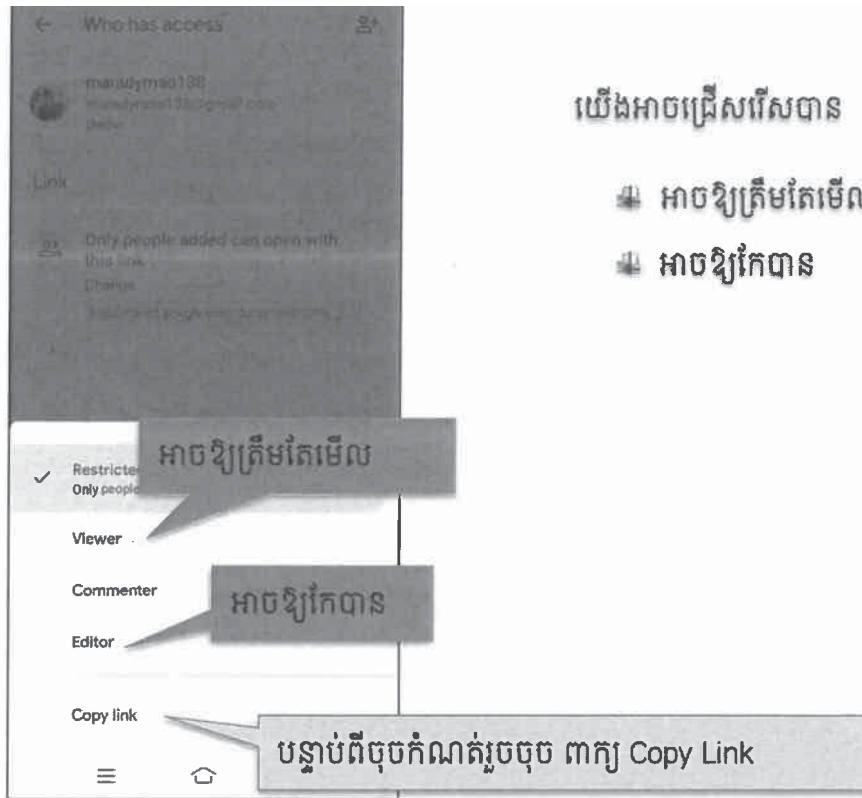 Who has access
maradymao138
យើងអាចជ្រើសរើសបាន
Link
អាចឱ្យត្រឹមតែមើល
Only people added can open with
this link
អាចឱ្យកែបាន
Change
អាចឱ្យត្រឹមតែមើល
Only people
Viewer
Commenter
អាចឱ្យកែបាន
Editor
Copy link
បន្ទាប់ពីចុចកំណត់រួចចុច ពាក្យ Copy Link